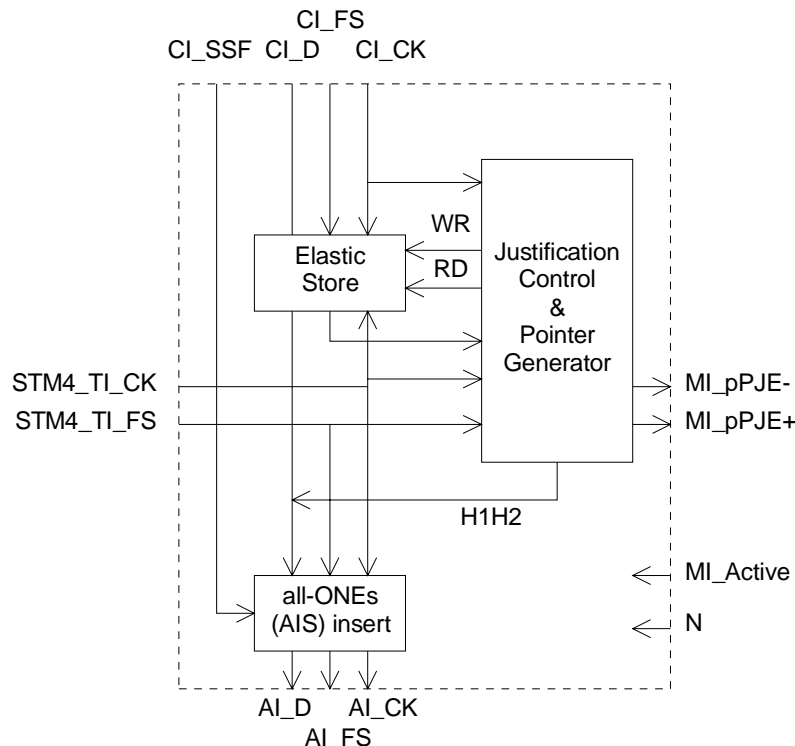 CI_FS
CI_SSF CI_D CI_CK
WR
RD
Elastic
Store
Justification
Control
&
Pointer
Generator
STM4_TI_CK
STM4_TI_FS
MI_pPJE-
MI_pPJE+
H1H2
MI_Active
N
all-ONEs
(AIS) insert
AI_D AI_CK
AI_FS